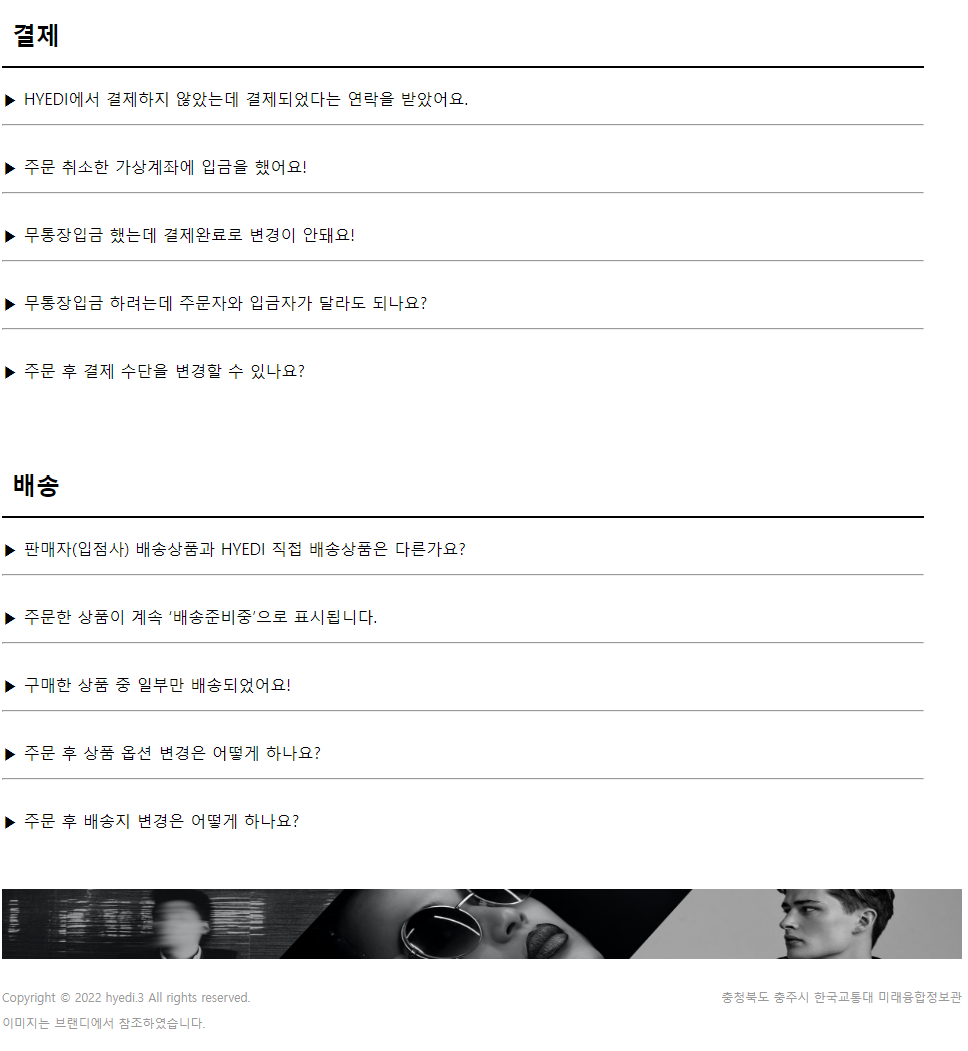 결제
▶ HYEDI에서 결제하지 않았는데 결제되었다는 연락을 받았어요.
▶ 주문 취소한 가상계좌에 입금을 했어요!
▶ 무통장입금 했는데 결제완료로 변경이 안돼요!
▶ 무통장입금 하려는데 주문자와 입금자가 달라도 되나요?
▶ 주문 후 결제 수단을 변경할 수 있나요?
배송
▶ 판매자(입점사) 배송상품과 HYEDI 직접 배송상품은 다른가요?
▶ 주문한 상품이 계속 ‘배송준비중’으로 표시됩니다.
▶ 구매한 상품 중 일부만 배송되었어요!
▶ 주문 후 상품 옵션 변경은 어떻게 하나요?
▶ 주문 후 배송지 변경은 어떻게 하나요?
Copyright © 2022 hyedi.3 All rights reserved.
충청북도 충주시 한국교통대 미래융합정보관
이미지는 브랜디에서 참조하였습니다.